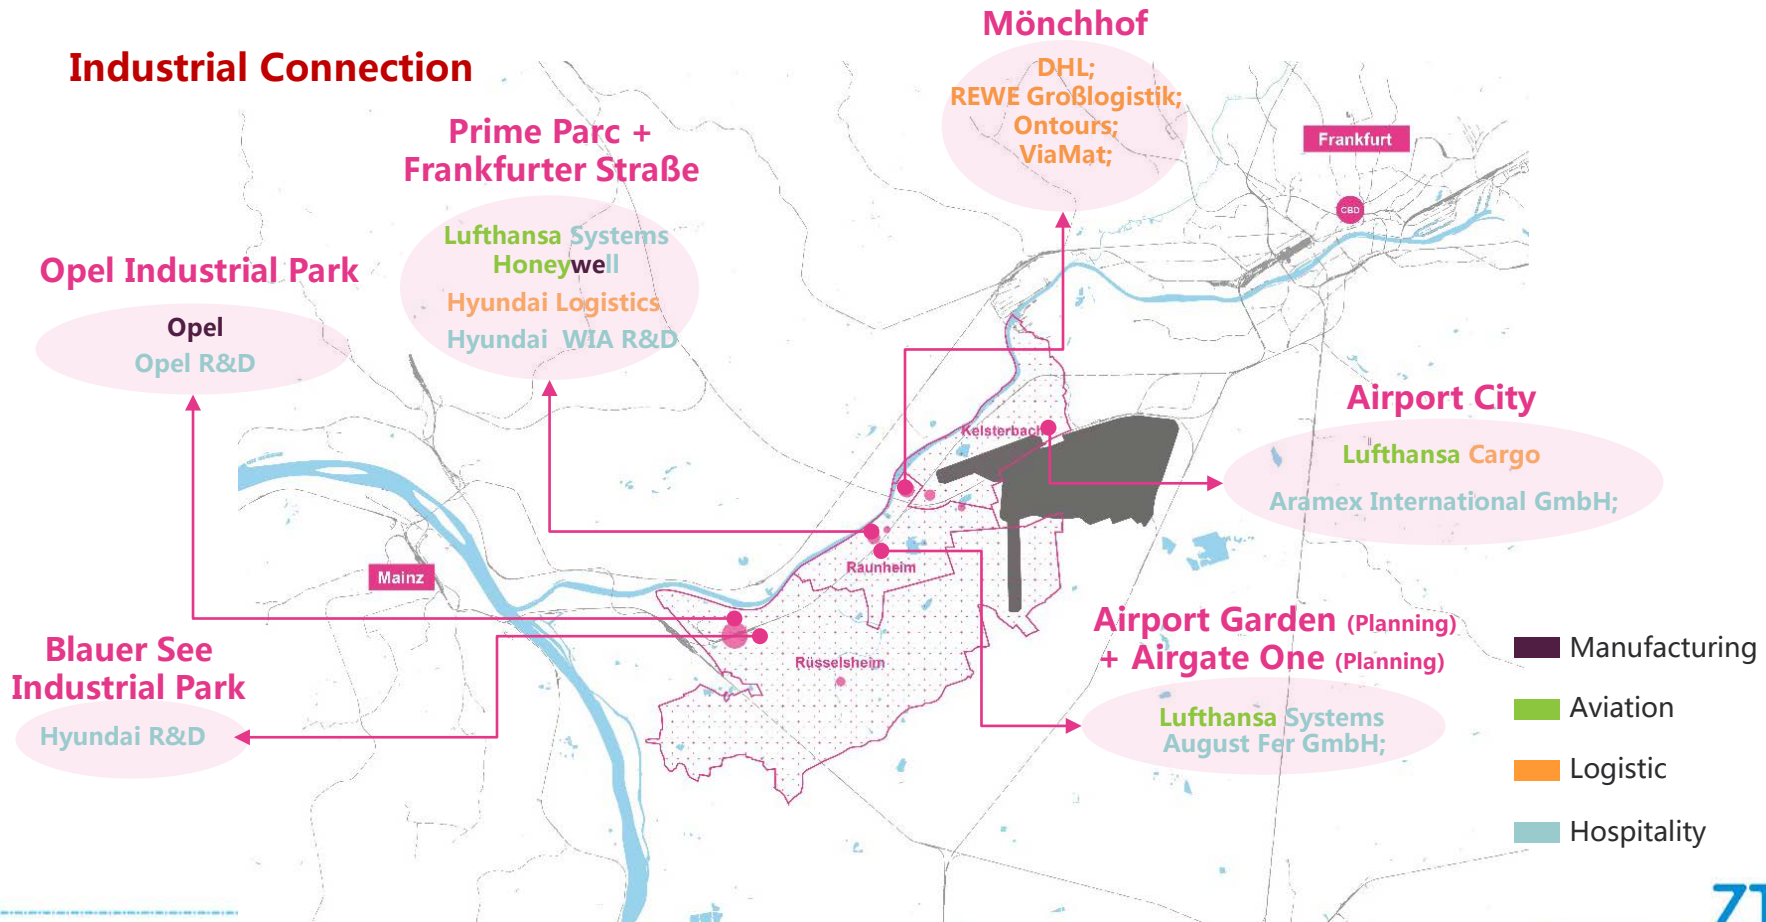 Industrial Connection
Mönchhof
DHL;
REWE Großlogistik;
Ontours;
ViaMat;
Prime Parc +
Frankfurter Straße
Lufthansa Systems
Honeywell
Hyundai Logistics
Hyundai WIA R&D
Opel Industrial Park
Opel
Opel R&D
Frankfurt
CBD
Airport City
Lufthansa Cargo
Aramex International GmbH;
Kelsterbach
Raunheim
Rüsselsheim
Mainz
Blauer See
Industrial Park
Hyundai R&D
Airport Garden (Planning)
+ Airgate One (Planning)
Lufthansa Systems
August Fer GmbH;
Manufacturing
Aviation
Logistic
Hospitality